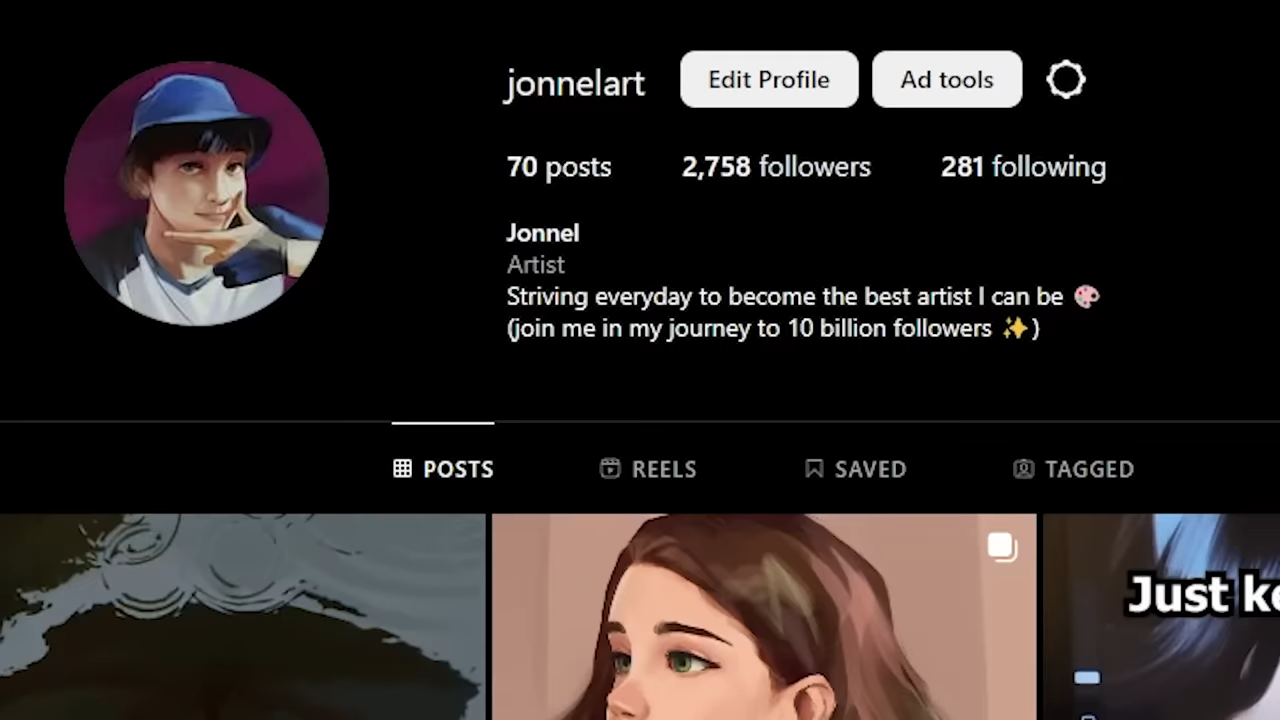 jonnelart Edit Profile Ad tools
70 posts 2,758 followers 281 following
Jonnel
Artist
Striving everyday to become the best artist I can be 🎨
(join me in my journey to 10 billion followers ✨)
POSTS REELS SAVED TAGGED
Just ke